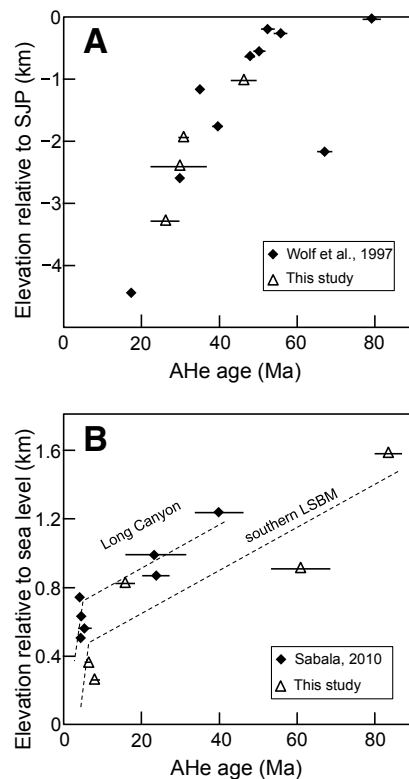 A
Elevation relative to SJP (km)
0
−1
−2
−3
−4
Wolf et al., 1997
This study
0 20 40 60 80
AHe age (Ma)
B
Elevation relative to sea level (km)
1.6
1.2
0.8
0.4
0
Long Canyon
southern LSBM
Sabala, 2010
This study
0 20 40 60 80
AHe age (Ma)